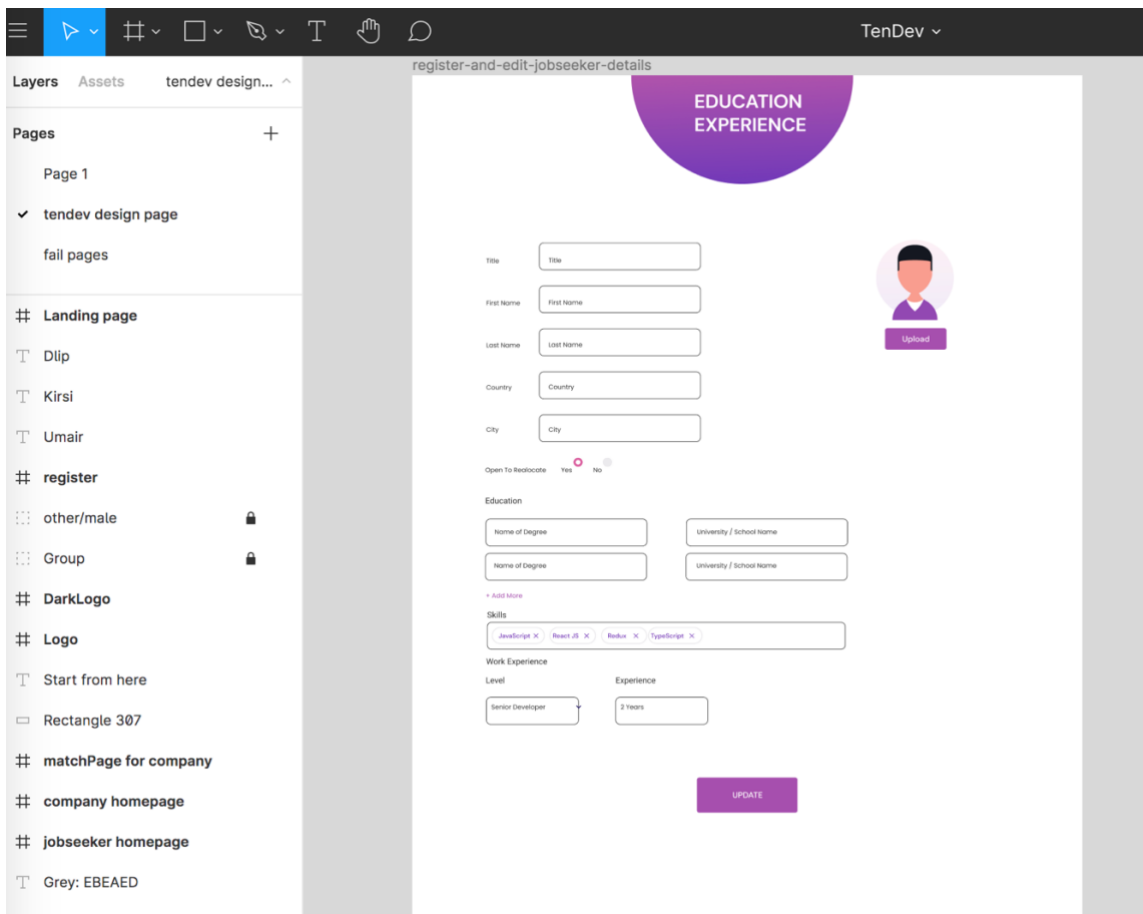 TenDev
Layers Assets tendev design...
Pages
Page 1
tendev design page
fail pages
Landing page
Dlip
Kirsi
Umair
register
other/male
Group
DarkLogo
Logo
Start from here
Rectangle 307
matchPage for company
company homepage
jobseeker homepage
Grey: EBEAED
register-and-edit-jobseeker-details
EDUCATION
EXPERIENCE
Title Title
First Name First Name
Last Name Last Name
Country Country
City City
Upload
Open To Realocate Yes No
Education
Name of Degree University / School Name
Name of Degree University / School Name
+ Add More
Skills
JavaScript X React JS X Redux X TypeScript X
Work Experience
Level Experience
Senior Developer 2 Years
UPDATE